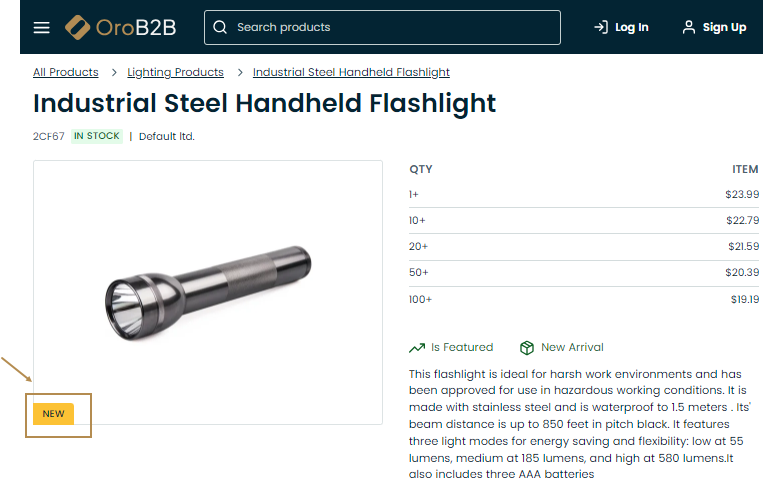 OroB2B
Search products
Log In
Sign Up
All Products > Lighting Products > Industrial Steel Handheld Flashlight
Industrial Steel Handheld Flashlight
2CF67 IN STOCK | Default ltd.
QTY ITEM
1+ $23.99
10+ $22.79
20+ $21.59
50+ $20.39
100+ $19.19
Is Featured New Arrival
NEW
This flashlight is ideal for harsh work environments and has
been approved for use in hazardous working conditions. It is
made with stainless steel and is waterproof to 1.5 meters . Its'
beam distance is up to 850 feet in pitch black. It features
three light modes for energy saving and flexibility: low at 55
lumens, medium at 185 lumens, and high at 580 lumens.It
also includes three AAA batteries